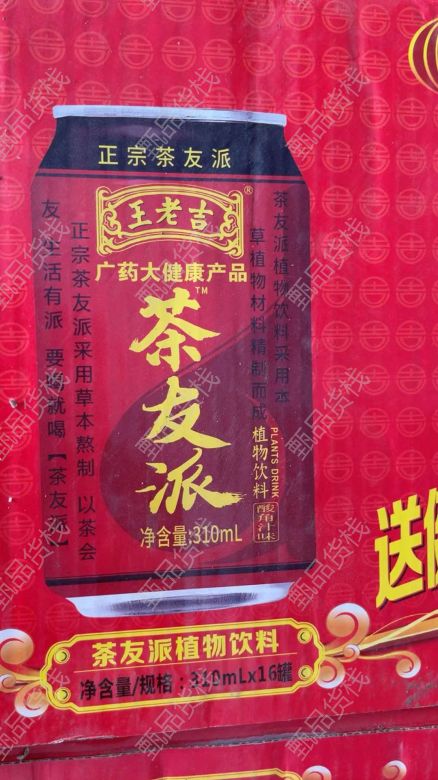 正宗茶友派
王老吉®
广药大健康产品
茶友派™
植物饮料
PLANTS DRINK
酸角汁味
净含量:310mL
茶友派植物饮料采用本
草植物材料精制而成
正宗茶友派采用草本熬制 以茶会
友 生活有派 要喝就喝【茶友派】
送
茶友派植物饮料
净含量/规格：310mLx16罐
甄品货栈